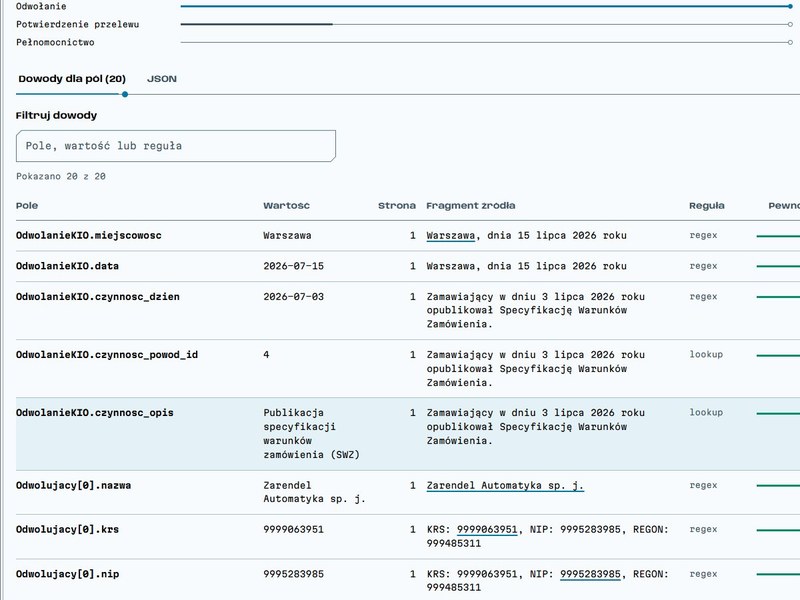 Odwołanie
Potwierdzenie przelewu
Pełnomocnictwo
Dowody dla pól (20) JSON
Filtruj dowody
Pole, wartość lub reguła
Pokazano 20 z 20
Pole Wartość Strona Fragment źródła Reguła Pewno
OdwolanieKIO.miejscowosc Warszawa 1 Warszawa, dnia 15 lipca 2026 roku regex
OdwolanieKIO.data 2026-07-15 1 Warszawa, dnia 15 lipca 2026 roku regex
OdwolanieKIO.czynnosc_dzien 2026-07-03 1 Zamawiający w dniu 3 lipca 2026 roku regex
opublikował Specyfikację Warunków
Zamówienia.
OdwolanieKIO.czynnosc_powod_id 4 1 Zamawiający w dniu 3 lipca 2026 roku lookup
opublikował Specyfikację Warunków
Zamówienia.
OdwolanieKIO.czynnosc_opis Publikacja 1 Zamawiający w dniu 3 lipca 2026 roku lookup
specyfikacji opublikował Specyfikację Warunków
warunków Zamówienia.
zamówienia (SWZ)
Odwolujacy[0].nazwa Zarendel 1 Zarendel Automatyka sp. j. regex
Automatyka sp. j.
Odwolujacy[0].krs 9999063951 1 KRS: 9999063951, NIP: 9995283985, REGON: regex
999485311
Odwolujacy[0].nip 9995283985 1 KRS: 9999063951, NIP: 9995283985, REGON: regex
999485311